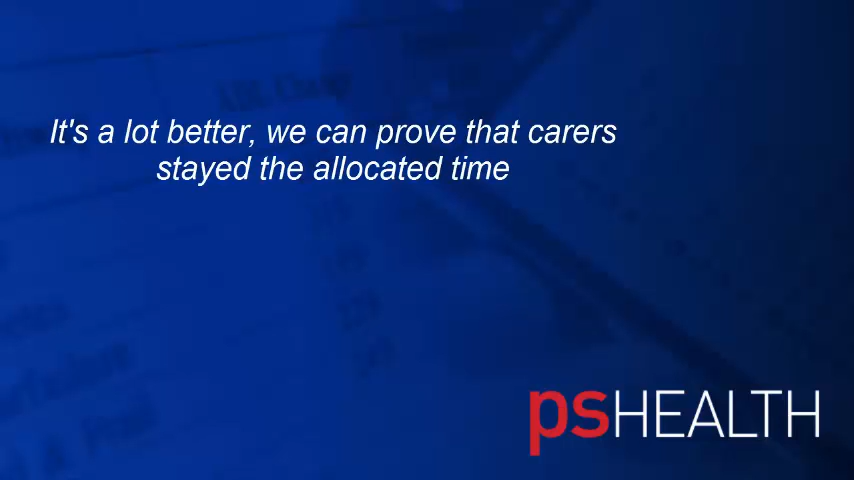 It's a lot better, we can prove that carers
stayed the allocated time
psHEALTH